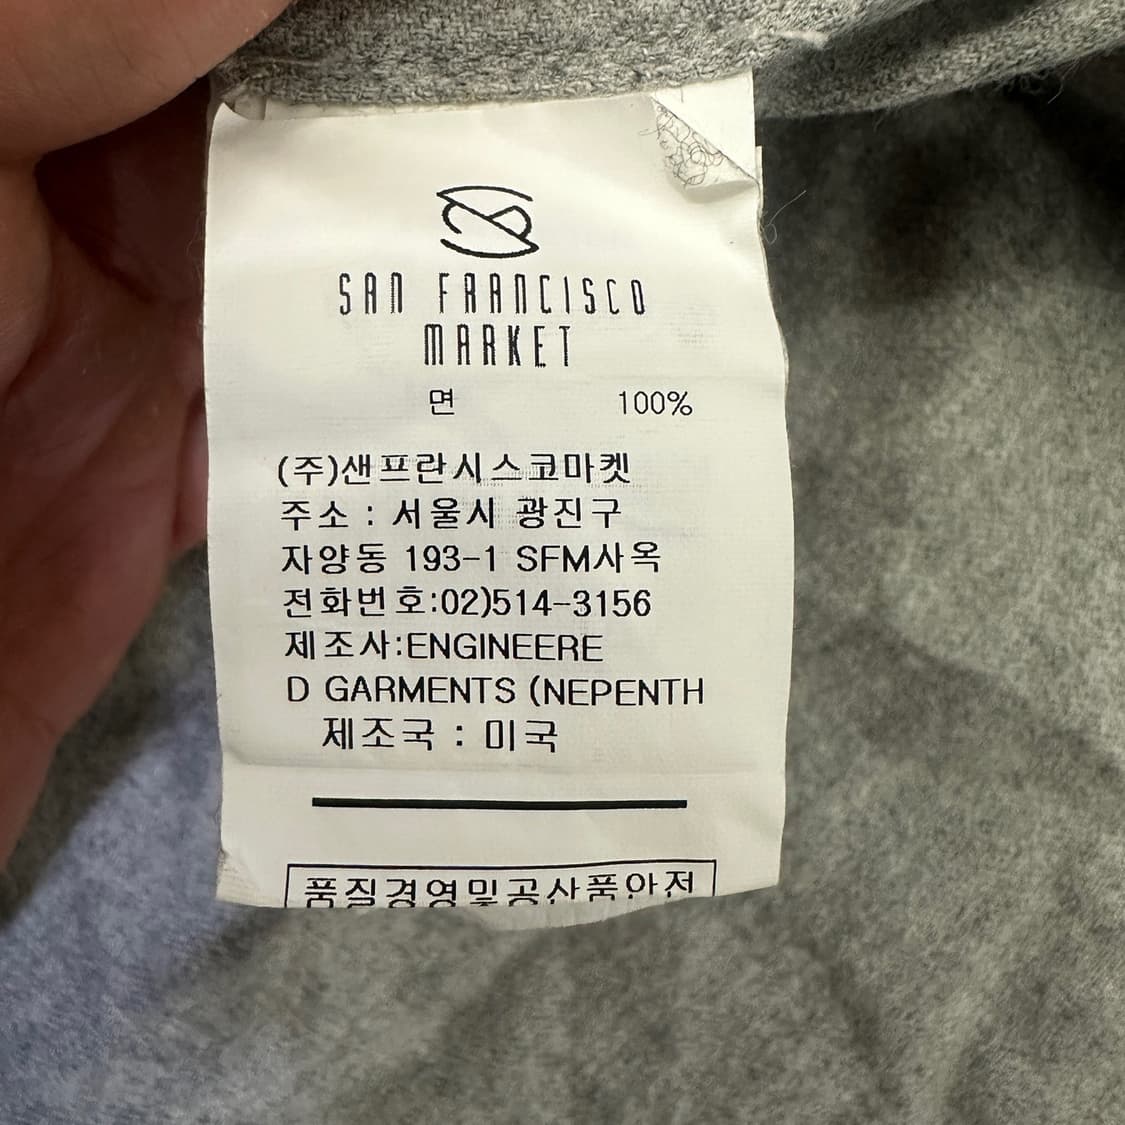 SAN FRANCISCO
MARKET
면 100%
(주)샌프란시스코마켓
주소 : 서울시 광진구
자양동 193-1 SFM사옥
전화번호:02)514-3156
제조사:ENGINEERE
D GARMENTS (NEPENTH
제조국 : 미국
품질경영및공산품안전